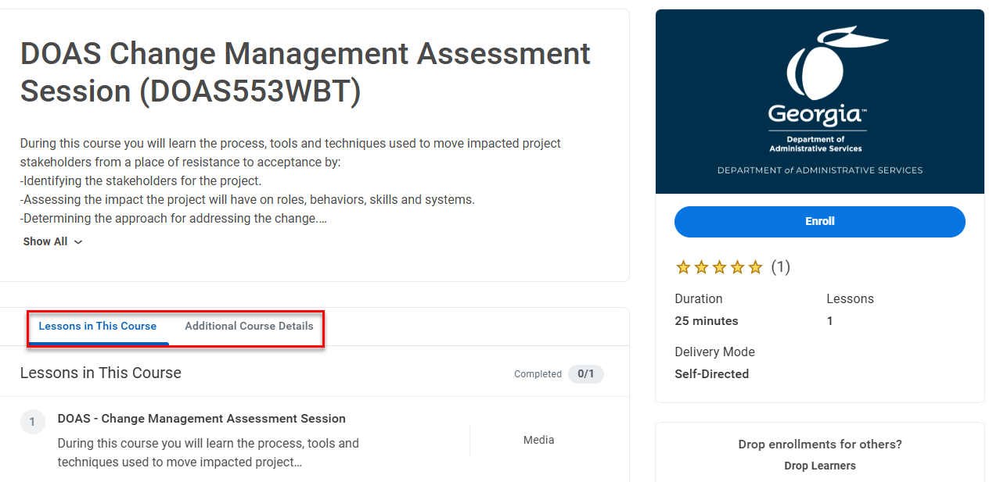 DOAS Change Management Assessment
Session (DOAS553WBT)
During this course you will learn the process, tools and techniques used to move impacted project
stakeholders from a place of resistance to acceptance by:
-Identifying the stakeholders for the project.
-Assessing the impact the project will have on roles, behaviors, skills and systems.
-Determining the approach for addressing the change....
Show All
Lessons in This Course
Additional Course Details
Lessons in This Course
Completed 0/1
1
DOAS - Change Management Assessment Session
During this course you will learn the process, tools and
techniques used to move impacted project...
Media
Georgia™
Department of
Administrative Services
DEPARTMENT of ADMINISTRATIVE SERVICES
Enroll
(1)
Duration
25 minutes
Lessons
1
Delivery Mode
Self-Directed
Drop enrollments for others?
Drop Learners